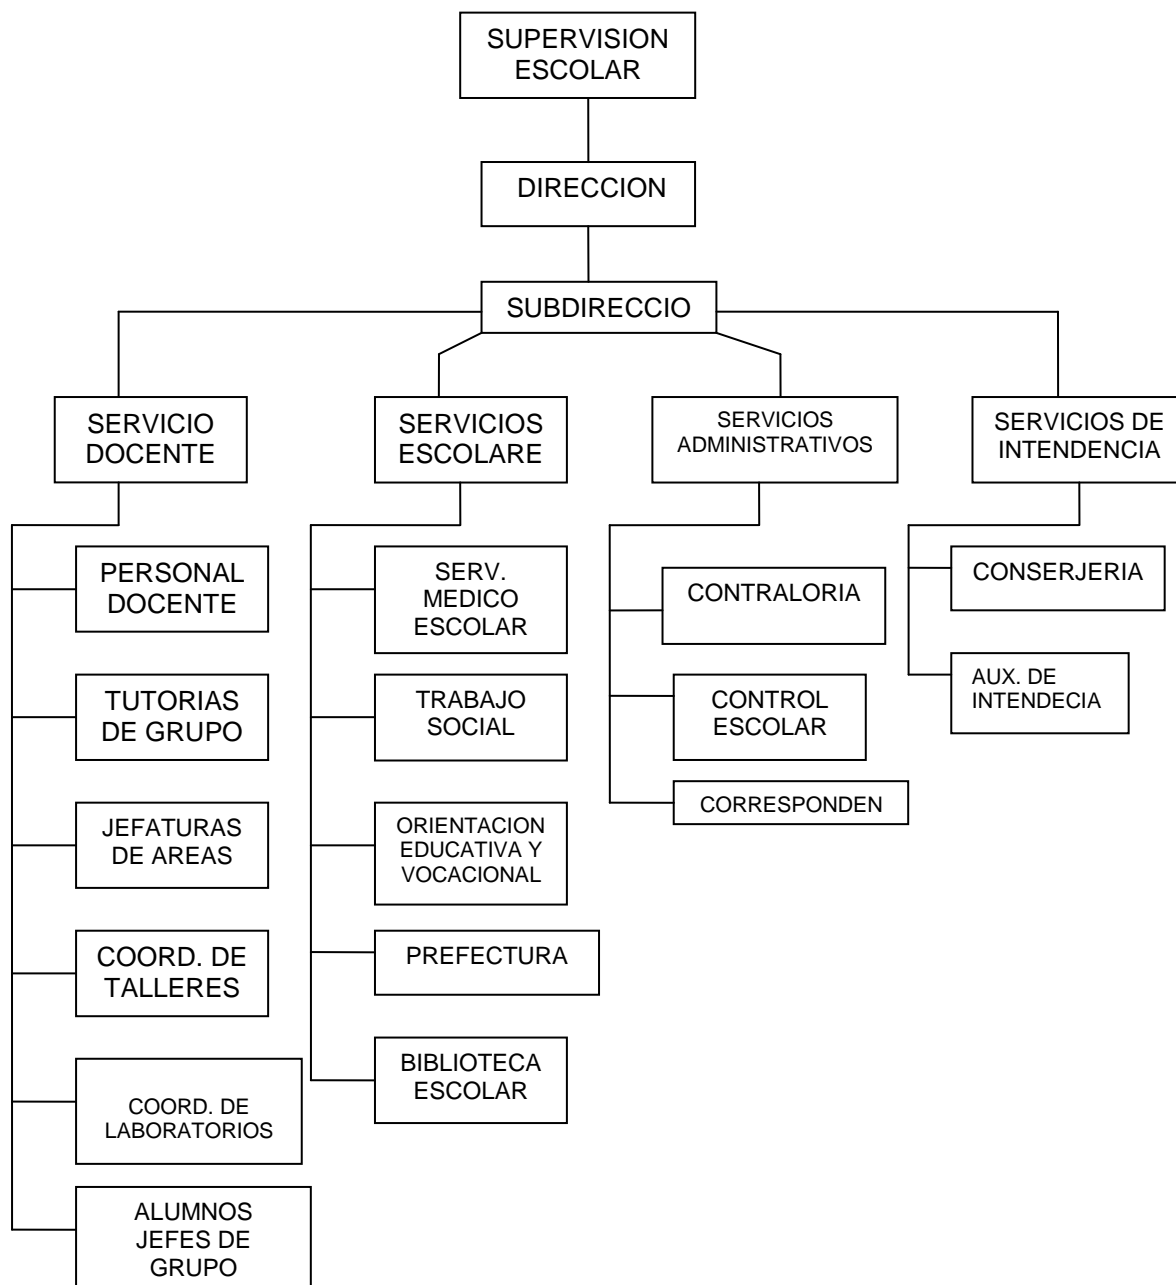 SUPERVISION
ESCOLAR
DIRECCION
SUBDIRECCIO
SERVICIO
DOCENTE
SERVICIOS
ESCOLARE
SERVICIOS
ADMINISTRATIVOS
SERVICIOS DE
INTENDENCIA
PERSONAL
DOCENTE
TUTORIAS
DE GRUPO
JEFATURAS
DE AREAS
COORD. DE
TALLERES
COORD. DE
LABORATORIOS
ALUMNOS
JEFES DE
GRUPO
SERV.
MEDICO
ESCOLAR
TRABAJO
SOCIAL
ORIENTACION
EDUCATIVA Y
VOCACIONAL
PREFECTURA
BIBLIOTECA
ESCOLAR
CONTRALORIA
CONTROL
ESCOLAR
CORRESPONDEN
CONSERJERIA
AUX. DE
INTENDECIA